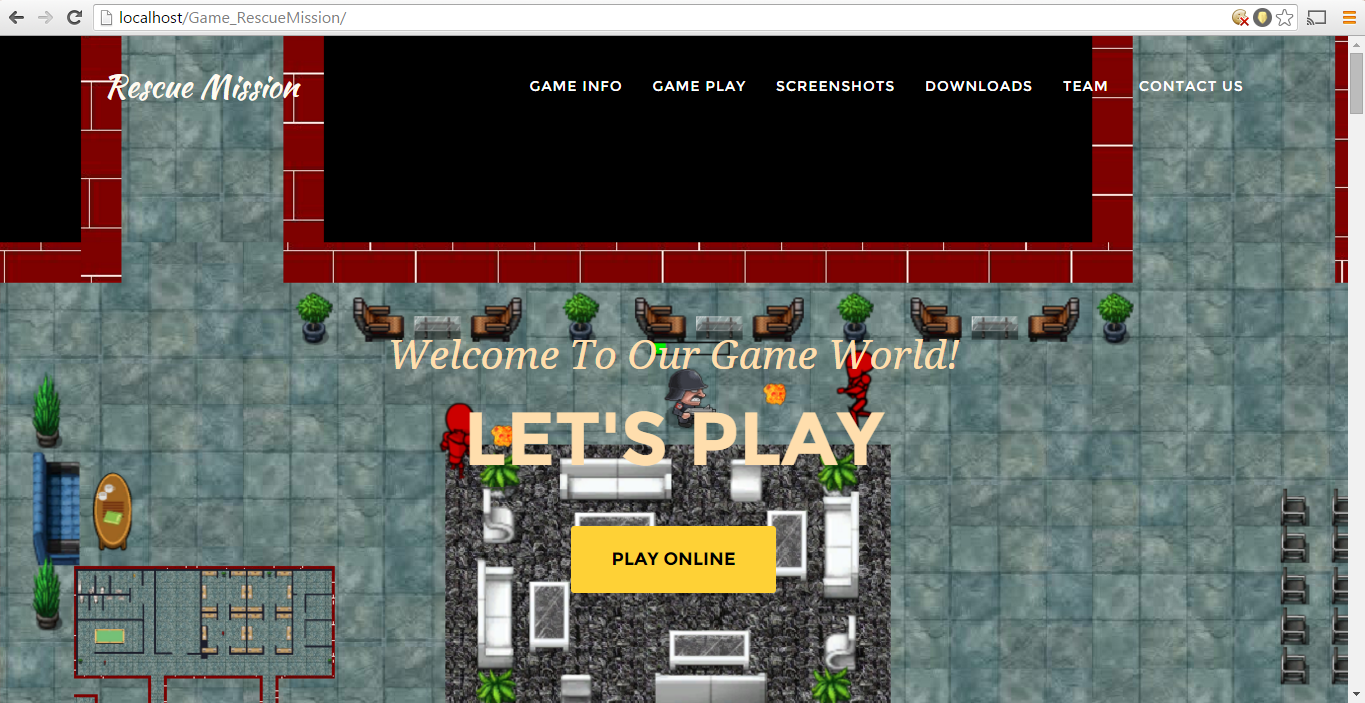 localhost/Game_RescueMission/
Rescue Mission
GAME INFO GAME PLAY SCREENSHOTS DOWNLOADS TEAM CONTACT US
Welcome To Our Game World!
LET'S PLAY
PLAY ONLINE